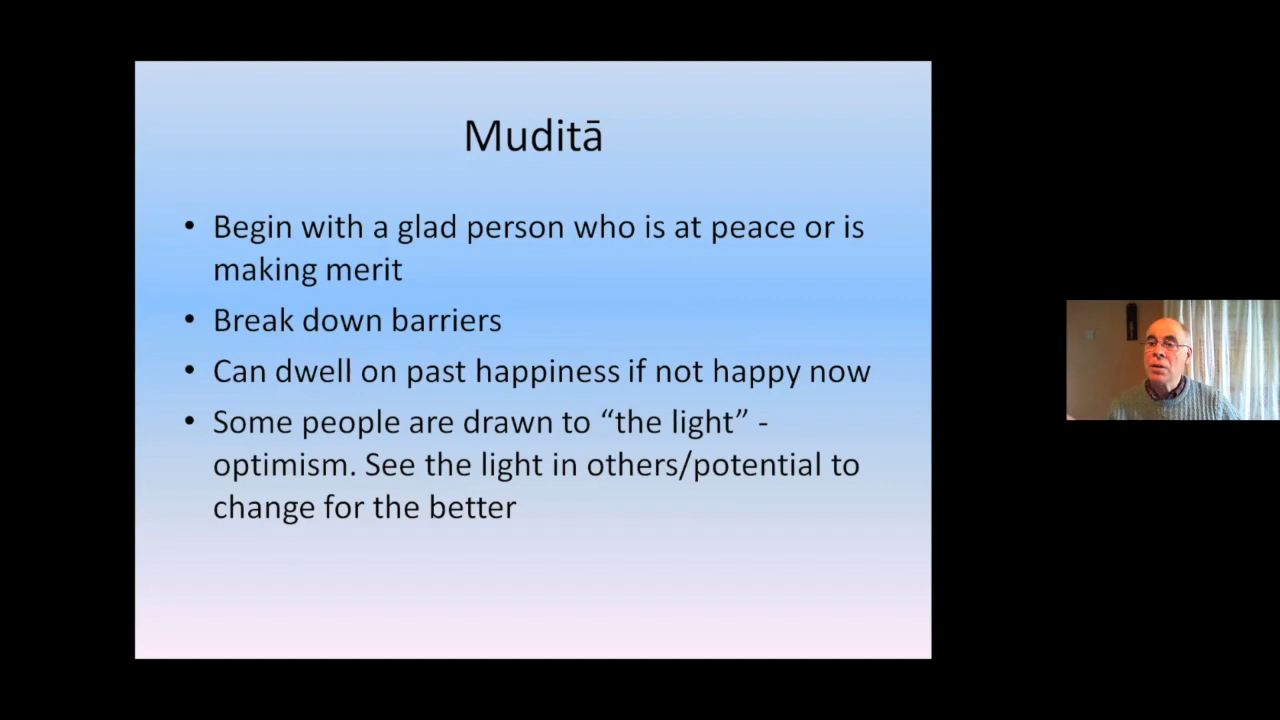 Muditā
• Begin with a glad person who is at peace or is
making merit
• Break down barriers
• Can dwell on past happiness if not happy now
• Some people are drawn to “the light” -
optimism. See the light in others/potential to
change for the better